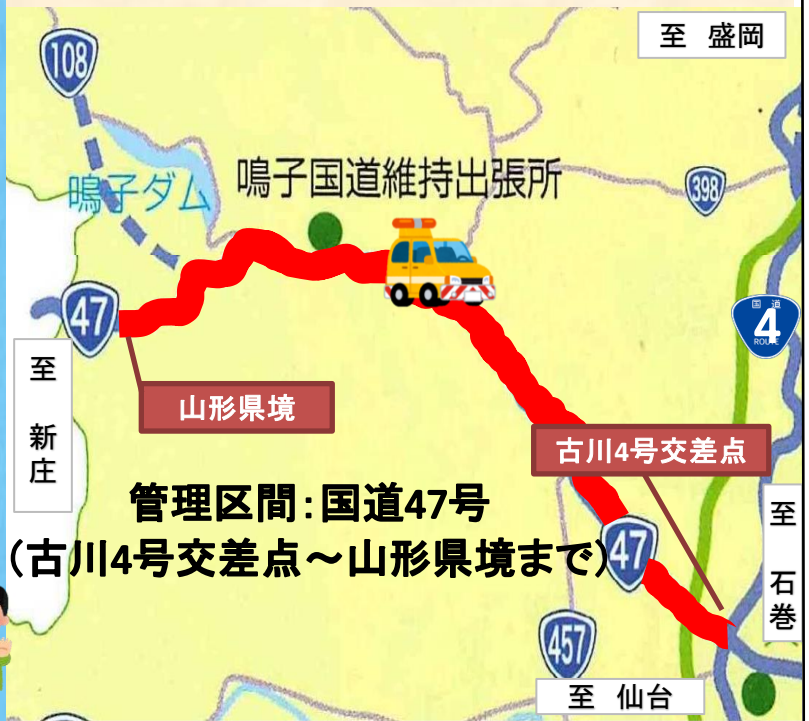 至 盛岡
108
鳴子ダム
鳴子国道維持出張所
398
47
国道
4
ROUTE
至 新庄
山形県境
古川4号交差点
管理区間：国道47号
（古川4号交差点～山形県境まで）
47
至 石巻
457
至 仙台